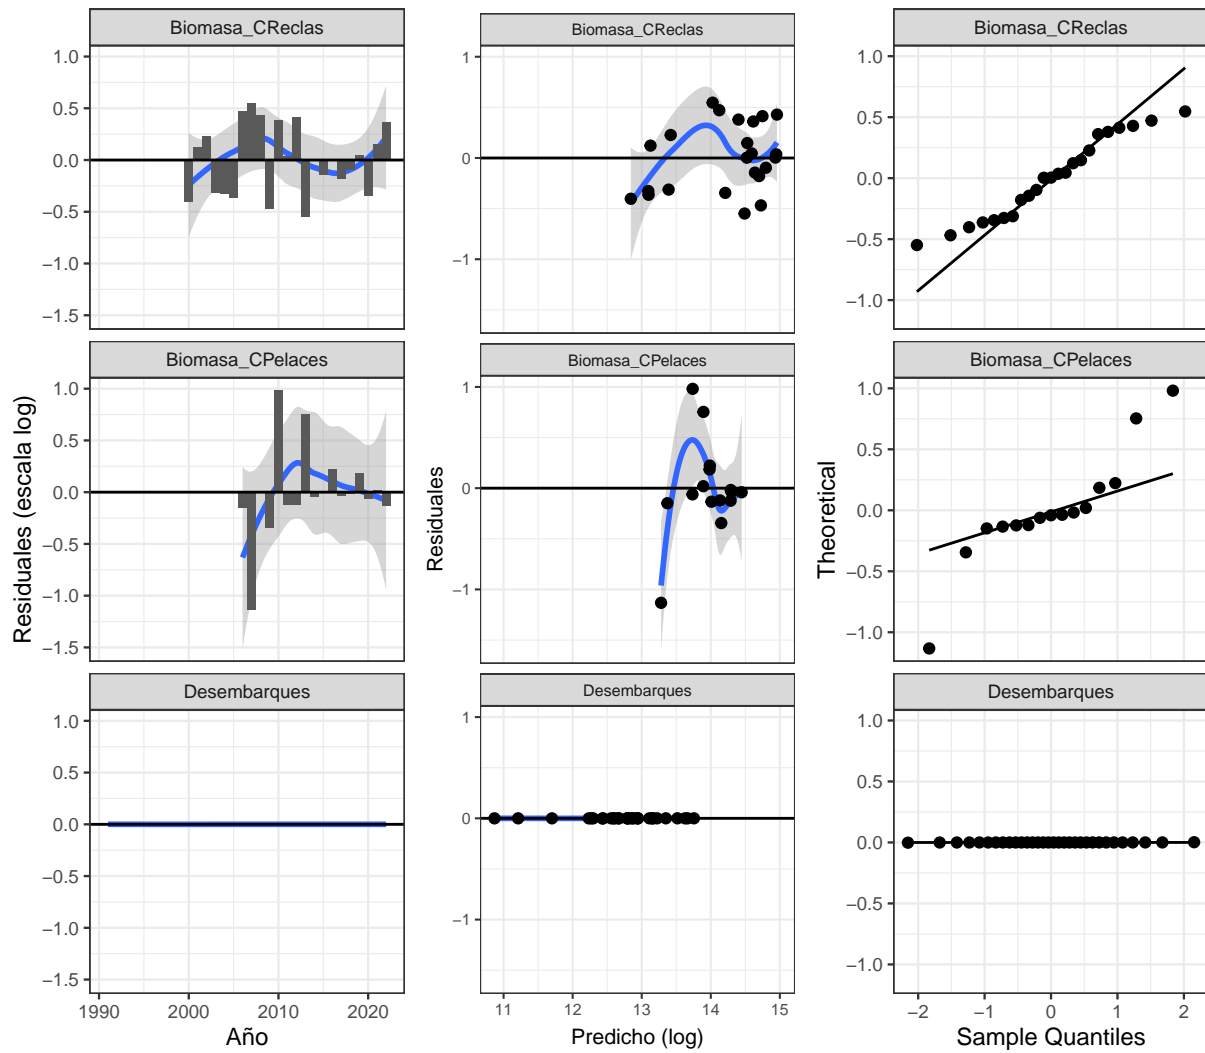 Biomasa_CReclas
Biomasa_CReclas
Biomasa_CReclas
1.0
0.5
0.0
−0.5
−1.0
−1.5
1
0
−1
1.0
0.5
0.0
−0.5
−1.0
Biomasa_CPelaces
Biomasa_CPelaces
Biomasa_CPelaces
1.0
0.5
0.0
−0.5
−1.0
−1.5
1
0
−1
1.0
0.5
0.0
−0.5
−1.0
Residuales (escala log)
Residuales
Theoretical
Desembarques
Desembarques
Desembarques
1.0
0.5
0.0
−0.5
−1.0
−1.5
1
0
−1
1.0
0.5
0.0
−0.5
−1.0
1990 2000 2010 2020
11 12 13 14 15
−2 −1 0 1 2
Año
Predicho (log)
Sample Quantiles